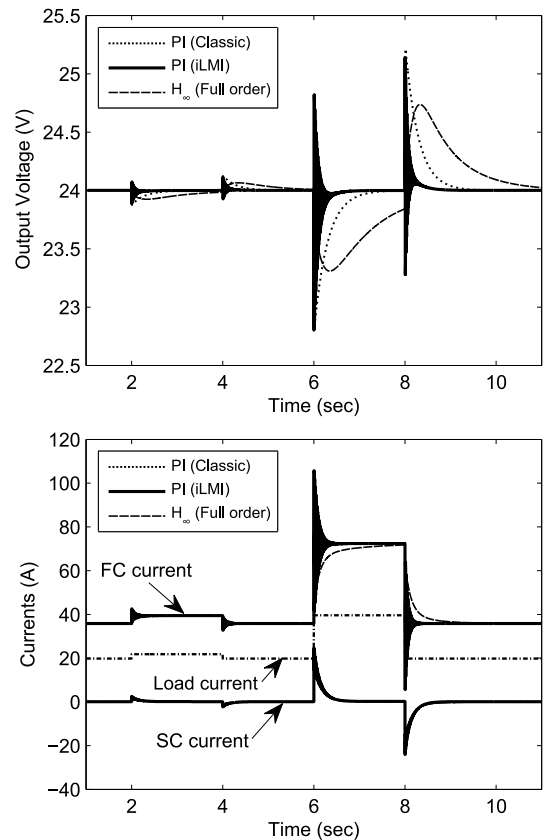 25.5
25
24.5
24
23.5
23
22.5
Output Voltage (V)
PI (Classic)
PI (iLMI)
H∞ (Full order)
2 4 6 8 10
Time (sec)
120
100
80
60
40
20
0
−20
−40
Currents (A)
PI (Classic)
PI (iLMI)
H∞ (Full order)
FC current
Load current
SC current
2 4 6 8 10
Time (sec)